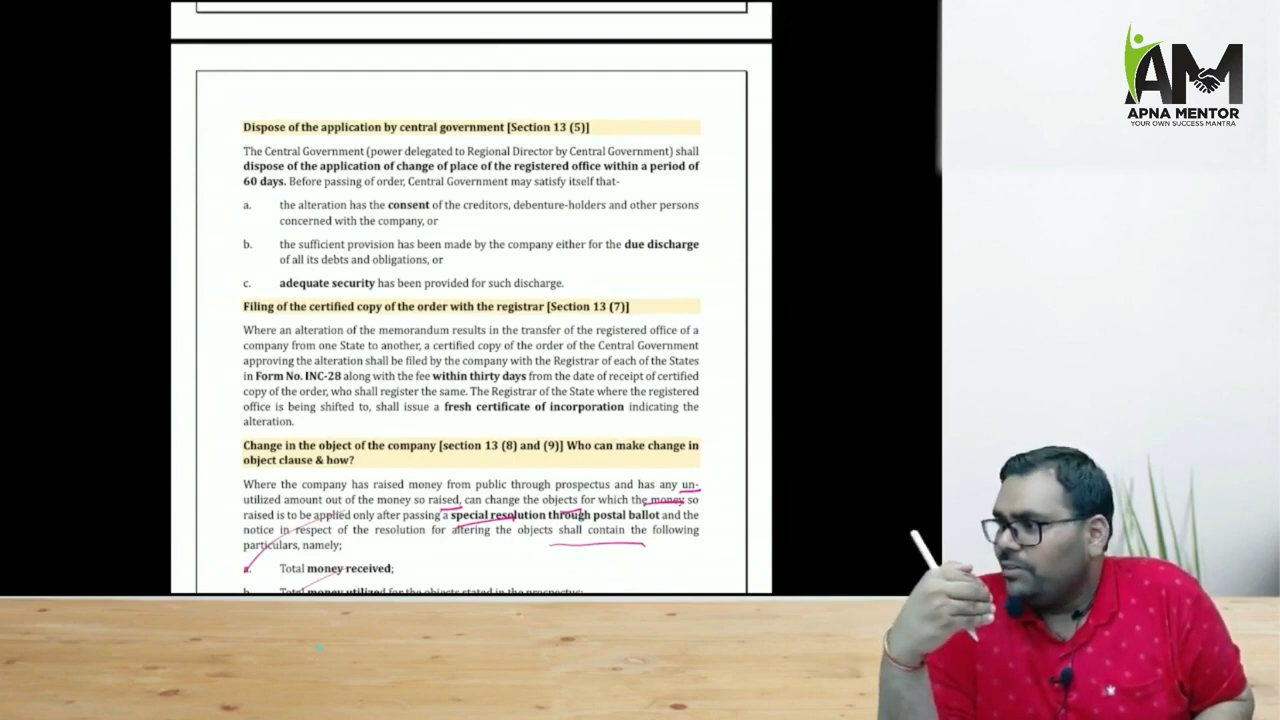 AM
APNA MENTOR
YOUR OWN SUCCESS MANTRA
Dispose of the application by central government [Section 13 (5)]
The Central Government (power delegated to Regional Director by Central Government) shall
dispose of the application of change of place of the registered office within a period of
60 days. Before passing of order, Central Government may satisfy itself that-
a. the alteration has the consent of the creditors, debenture-holders and other persons
concerned with the company, or
b. the sufficient provision has been made by the company either for the due discharge
of all its debts and obligations, or
c. adequate security has been provided for such discharge.
Filing of the certified copy of the order with the registrar [Section 13 (7)]
Where an alteration of the memorandum results in the transfer of the registered office of a
company from one State to another, a certified copy of the order of the Central Government
approving the alteration shall be filed by the company with the Registrar of each of the States
in Form No. INC-28 along with the fee within thirty days from the date of receipt of certified
copy of the order, who shall register the same. The Registrar of the State where the registered
office is being shifted to, shall issue a fresh certificate of incorporation indicating the
alteration.
Change in the object of the company [section 13 (8) and (9)] Who can make change in
object clause & how?
Where the company has raised money from public through prospectus and has any un-
utilized amount out of the money so raised, can change the objects for which the money so
raised is to be applied only after passing a special resolution through postal ballot and the
notice in respect of the resolution for altering the objects shall contain the following
particulars, namely;
a. Total money received;
b. Total money utilized for the objects stated in the prospectus;